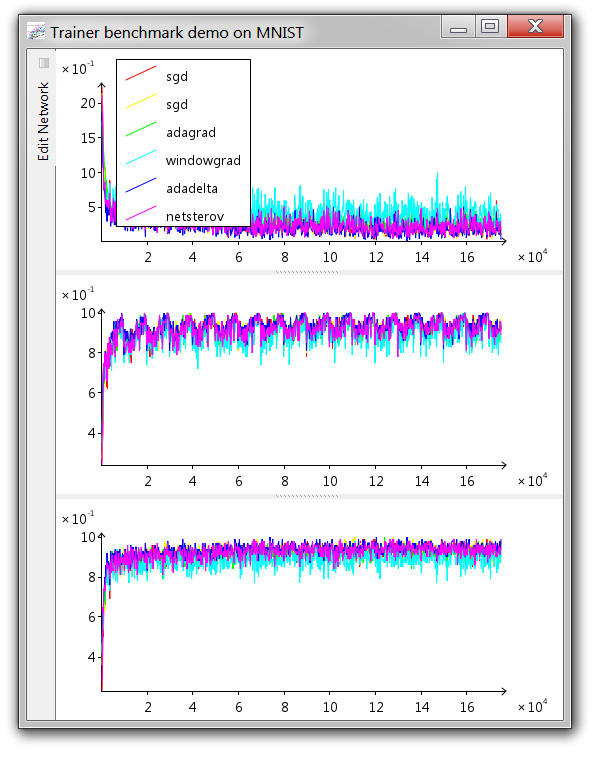 Trainer benchmark demo on MNIST
Edit Network
×10⁻¹
20
15
10
5
sgd
sgd
adagrad
windowgrad
adadelta
netsterov
2 4 6 8 10 12 14 16 ×10⁴
×10⁻¹
10
8
6
4
2 4 6 8 10 12 14 16 ×10⁴
×10⁻¹
10
8
6
4
2 4 6 8 10 12 14 16 ×10⁴